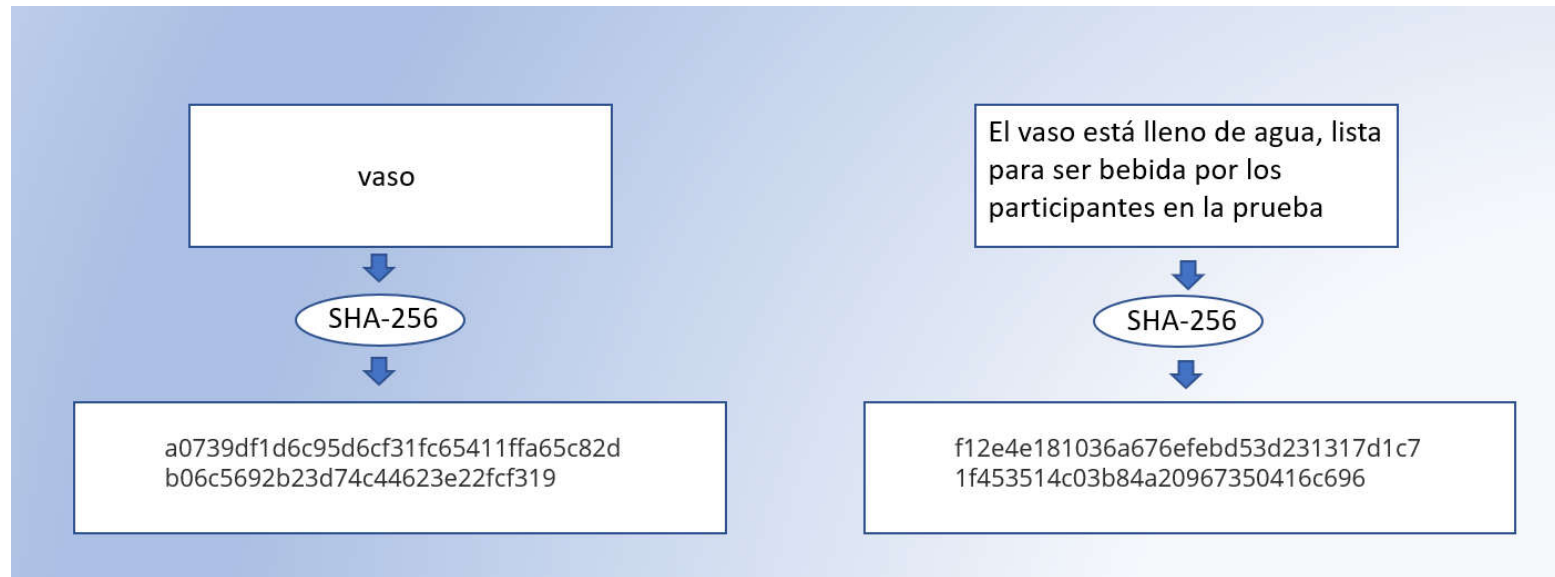 vaso
SHA-256
a0739df1d6c95d6cf31fc65411ffa65c82d
b06c5692b23d74c44623e22fcf319
El vaso está lleno de agua, lista
para ser bebida por los
participantes en la prueba
SHA-256
f12e4e181036a676efebd53d231317d1c7
1f453514c03b84a20967350416c696